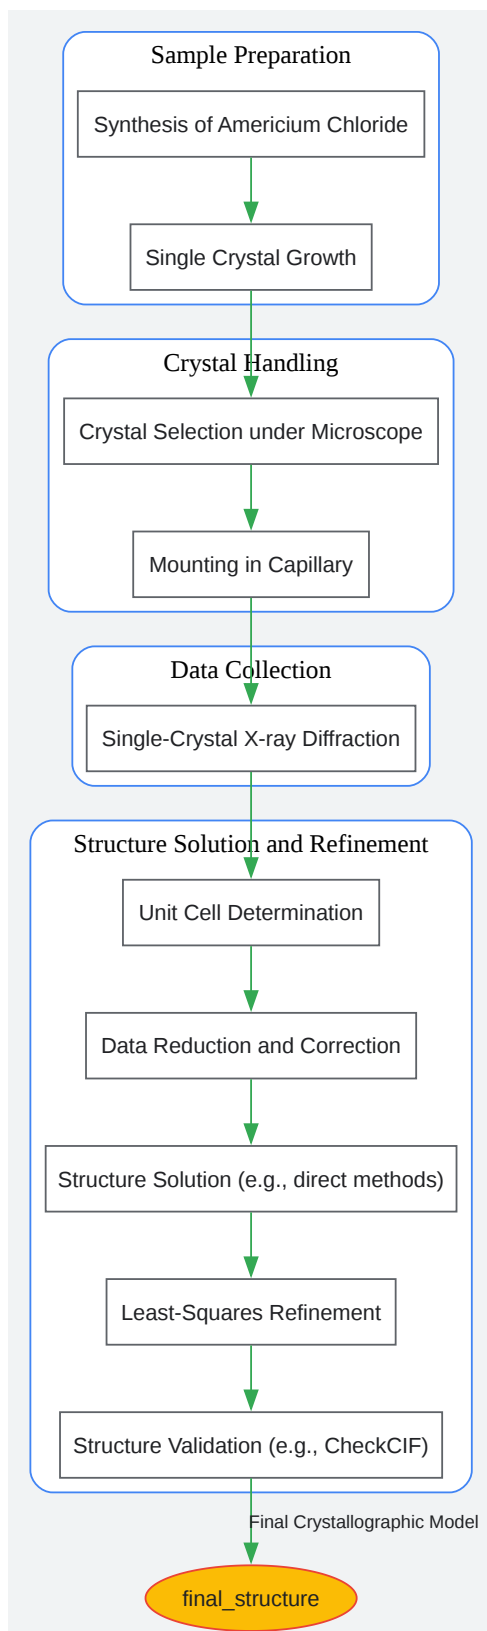 Sample Preparation
Synthesis of Americium Chloride
Single Crystal Growth
Crystal Handling
Crystal Selection under Microscope
Mounting in Capillary
Data Collection
Single-Crystal X-ray Diffraction
Structure Solution and Refinement
Unit Cell Determination
Data Reduction and Correction
Structure Solution (e.g., direct methods)
Least-Squares Refinement
Structure Validation (e.g., CheckCIF)
Final Crystallographic Model
final_structure